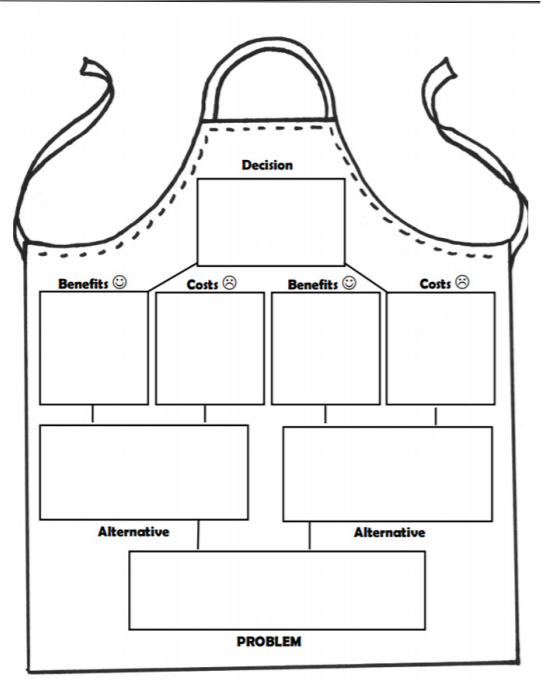 Decision
Benefits ☺ Costs ☹ Benefits ☺ Costs ☹
Alternative Alternative
PROBLEM